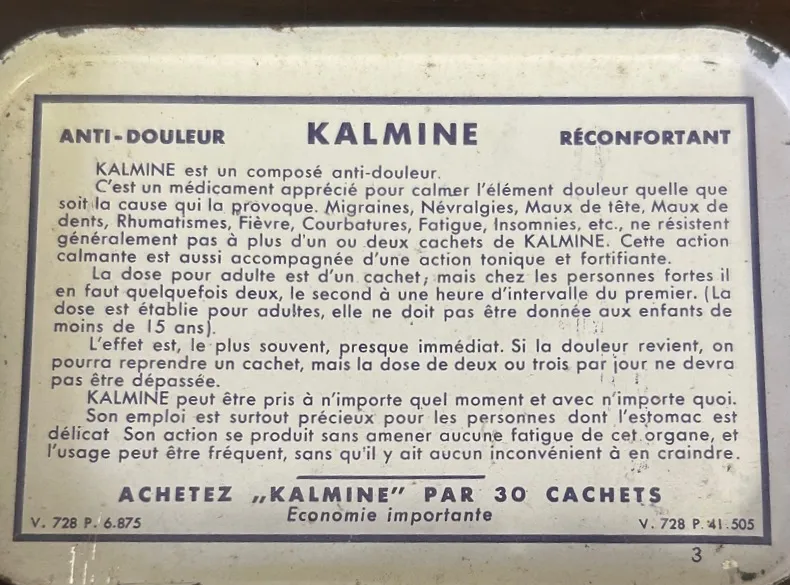 ANTI-DOULEUR KALMINE RÉCONFORTANT
KALMINE est un composé anti-douleur.
C'est un médicament apprécié pour calmer l'élément douleur quelle que
soit la cause qui la provoque. Migraines, Névralgies, Maux de tête, Maux de
dents, Rhumatismes, Fièvre, Courbatures, Fatigue, Insomnies, etc., ne résistent
généralement pas à plus d'un ou deux cachets de KALMINE. Cette action
calmante est aussi accompagnée d'une action tonique et fortifiante.
La dose pour adulte est d'un cachet; mais chez les personnes fortes il
en faut quelquefois deux, le second à une heure d'intervalle du premier. (La
dose est établie pour adultes, elle ne doit pas être donnée aux enfants de
moins de 15 ans).
L'effet est, le plus souvent, presque immédiat. Si la douleur revient, on
pourra reprendre un cachet, mais la dose de deux ou trois par jour ne devra
pas être dépassée.
KALMINE peut être pris à n'importe quel moment et avec n'importe quoi.
Son emploi est surtout précieux pour les personnes dont l'estomac est
délicat Son action se produit sans amener aucune fatigue de cet organe, et
l'usage peut être fréquent, sans qu'il y ait aucun inconvénient à en craindre.
ACHETEZ „KALMINE" PAR 30 CACHETS
Economie importante
V. 728 P. 6.875 V. 728 P. 41.505
3